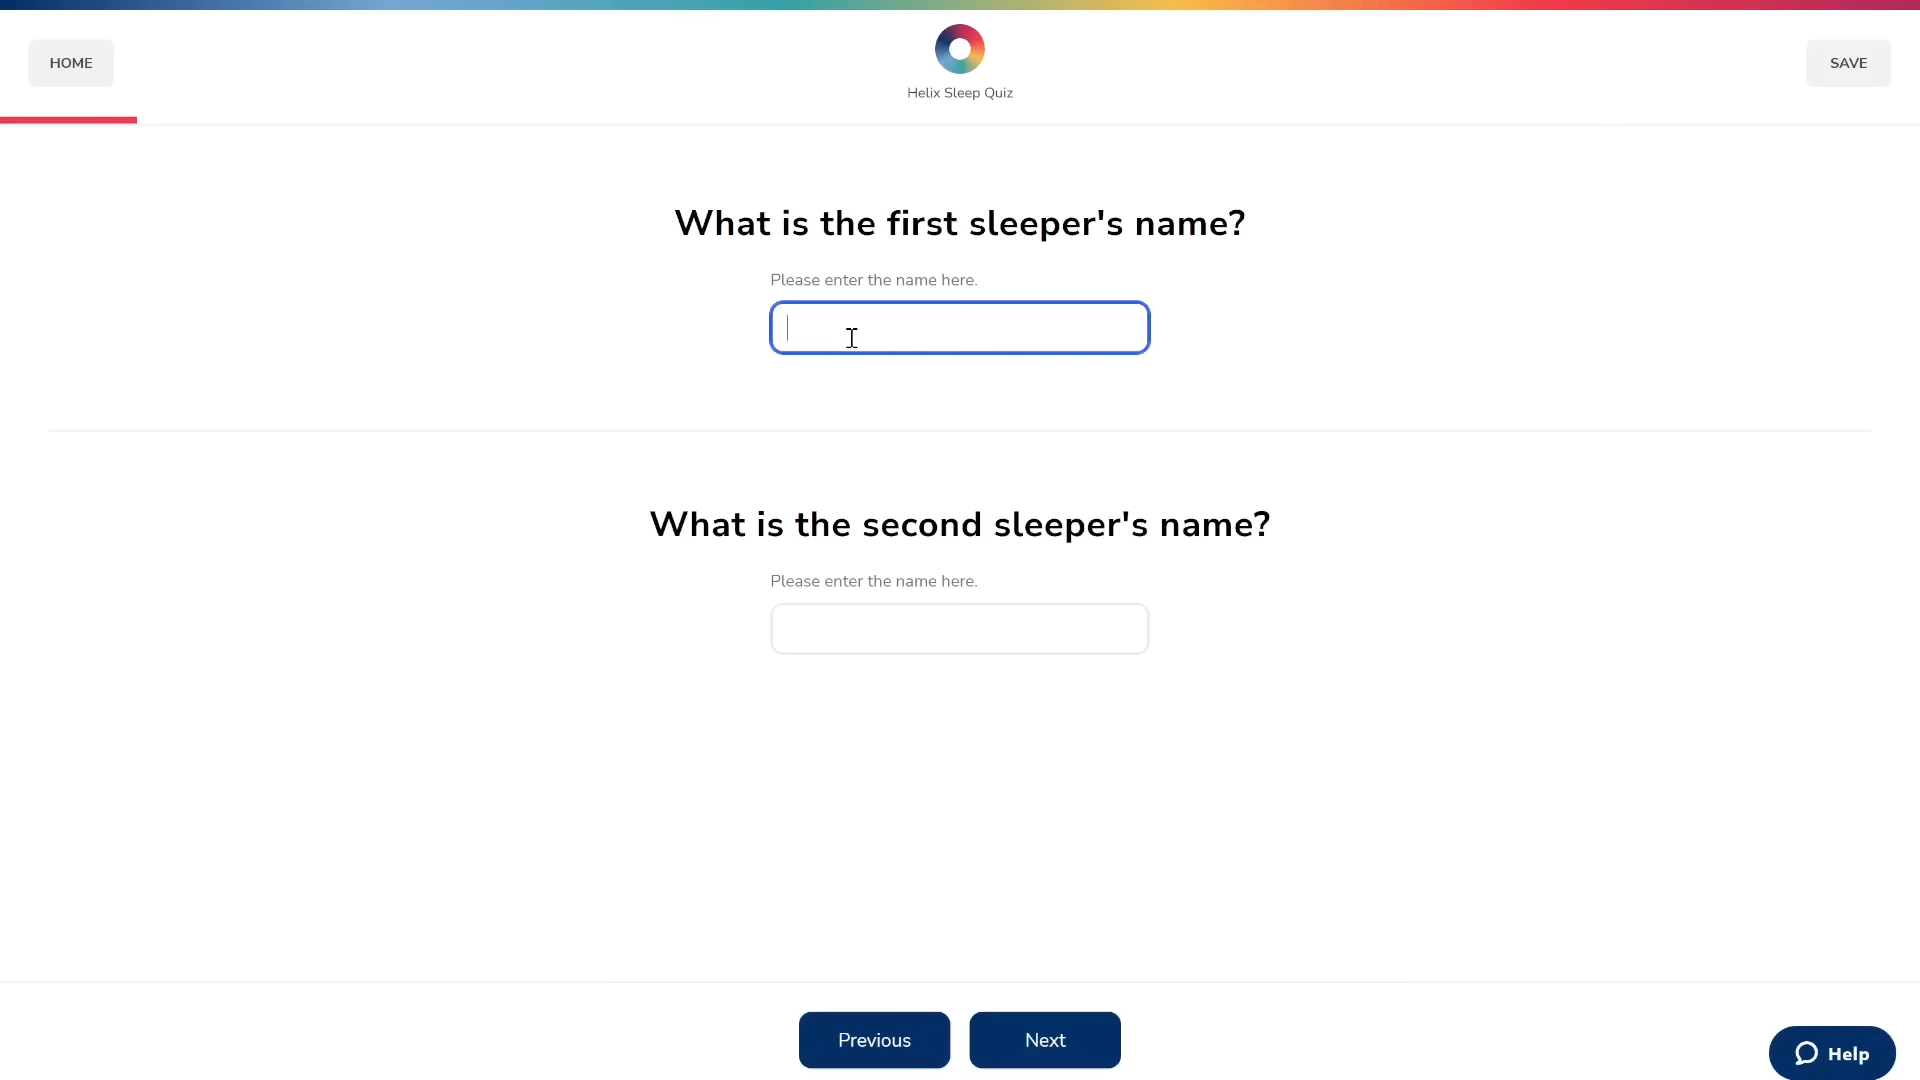 HOME
Helix Sleep Quiz
SAVE
What is the first sleeper's name?
Please enter the name here.
What is the second sleeper's name?
Please enter the name here.
Previous
Next
Help